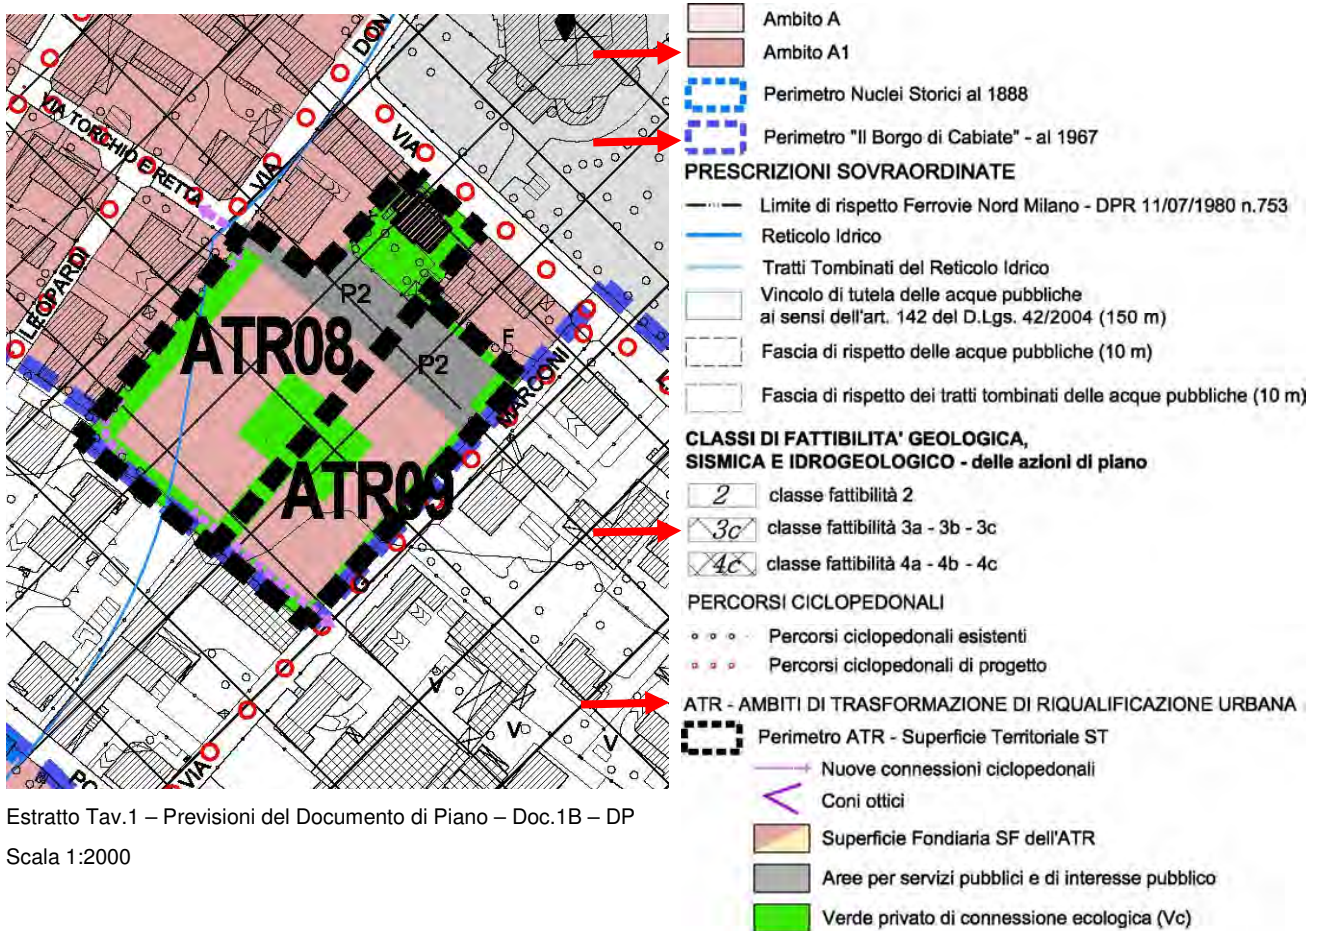 DON
VIA TORCHIO E RETTA
VIA
VIA
LEOPARDI
P2
ATR08
P2
F
MARCONI
ATR09
G
V
V
V
VIA
PO
Estratto Tav.1 – Previsioni del Documento di Piano – Doc.1B – DP
Scala 1:2000
Ambito A
Ambito A1
Perimetro Nuclei Storici al 1888
Perimetro "Il Borgo di Cabiate" - al 1967
PRESCRIZIONI SOVRAORDINATE
Limite di rispetto Ferrovie Nord Milano - DPR 11/07/1980 n.753
Reticolo Idrico
Tratti Tombinati del Reticolo Idrico
Vincolo di tutela delle acque pubbliche
ai sensi dell'art. 142 del D.Lgs. 42/2004 (150 m)
Fascia di rispetto delle acque pubbliche (10 m)
Fascia di rispetto dei tratti tombinati delle acque pubbliche (10 m)
CLASSI DI FATTIBILITA' GEOLOGICA,
SISMICA E IDROGEOLOGICO - delle azioni di piano
2 classe fattibilità 2
3c classe fattibilità 3a - 3b - 3c
4c classe fattibilità 4a - 4b - 4c
PERCORSI CICLOPEDONALI
Percorsi ciclopedonali esistenti
Percorsi ciclopedonali di progetto
ATR - AMBITI DI TRASFORMAZIONE DI RIQUALIFICAZIONE URBANA
Perimetro ATR - Superficie Territoriale ST
Nuove connessioni ciclopedonali
Coni ottici
Superficie Fondiaria SF dell'ATR
Aree per servizi pubblici e di interesse pubblico
Verde privato di connessione ecologica (Vc)